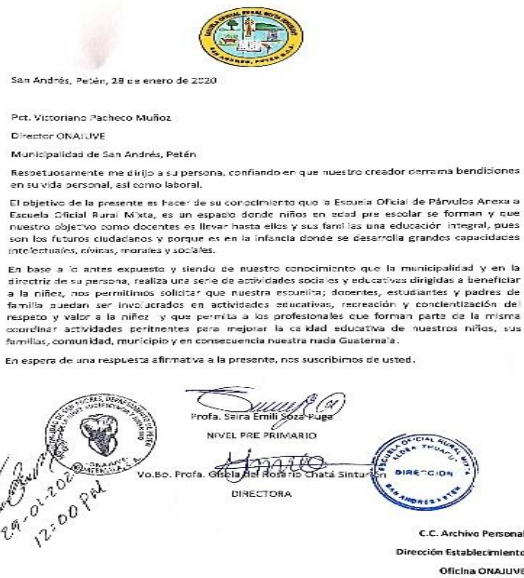 San Andrés, Petén, 28 de enero de 2020
Pct. Victoriano Pacheco Muñoz
Director ONAJUVE
Municipalidad de San Andrés, Petén
Respetuosamente me dirijo a su persona, confiando en que nuestro creador derrama bendiciones
en su vida personal, así como laboral.
El objetivo de la presente es hacer de su conocimiento que la Escuela Oficial de Párvulos Anexa a
Escuela Oficial Rural Mixta, es un espacio donde niños en edad pre escolar se forman y que
nuestro objetivo como docentes es llevar hasta ellos y sus familias una educación integral, pues
son los futuros ciudadanos y porque es en la infancia donde se desarrolla grandes capacidades
intelectuales, cívicas, morales y sociales.
En base a lo antes expuesto y siendo de nuestro conocimiento que la municipalidad y en la
directriz de su persona, realiza una serie de actividades sociales y educativas dirigidas a beneficiar
a la niñez, nos permitimos solicitar que nuestra escuelita; docentes, estudiantes y padres de
familia puedan ser involucrados en actividades educativas, recreación y concientización del
respeto y valor a la niñez y que permita a los profesionales que forman parte de la misma
coordinar actividades pertinentes para mejorar la calidad educativa de nuestros niños, sus
familias, comunidad, municipio y en consecuencia nuestra nada Guatemala.
En espera de una respuesta afirmativa a la presente, nos suscribimos de usted.
Profa. Saira Emili Soza Puga
NIVEL PRE PRIMARIO
Vo.Bo. Profa. Gisela del Rosario Chatá Sintu
DIRECTORA
ESCUELA OFICIAL RURAL MIXTA
DIRECCION
SAN ANDRES PETEN
29-01-2020
12:00 PM
C.C. Archivo Personal
Dirección Establecimiento
Oficina ONAJUVE